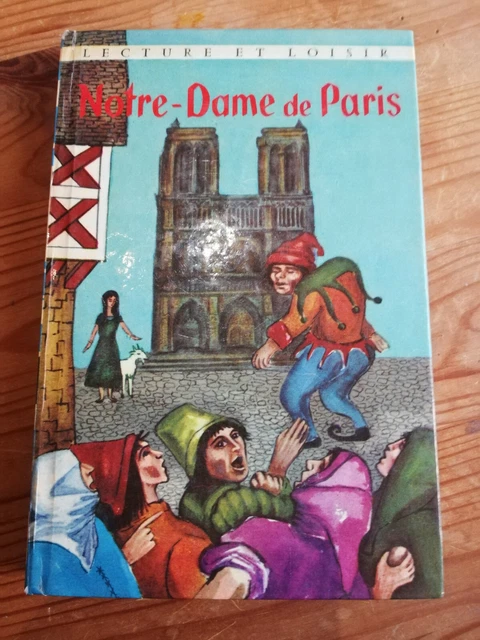 LECTURE ET LOISIR
Notre-Dame de Paris